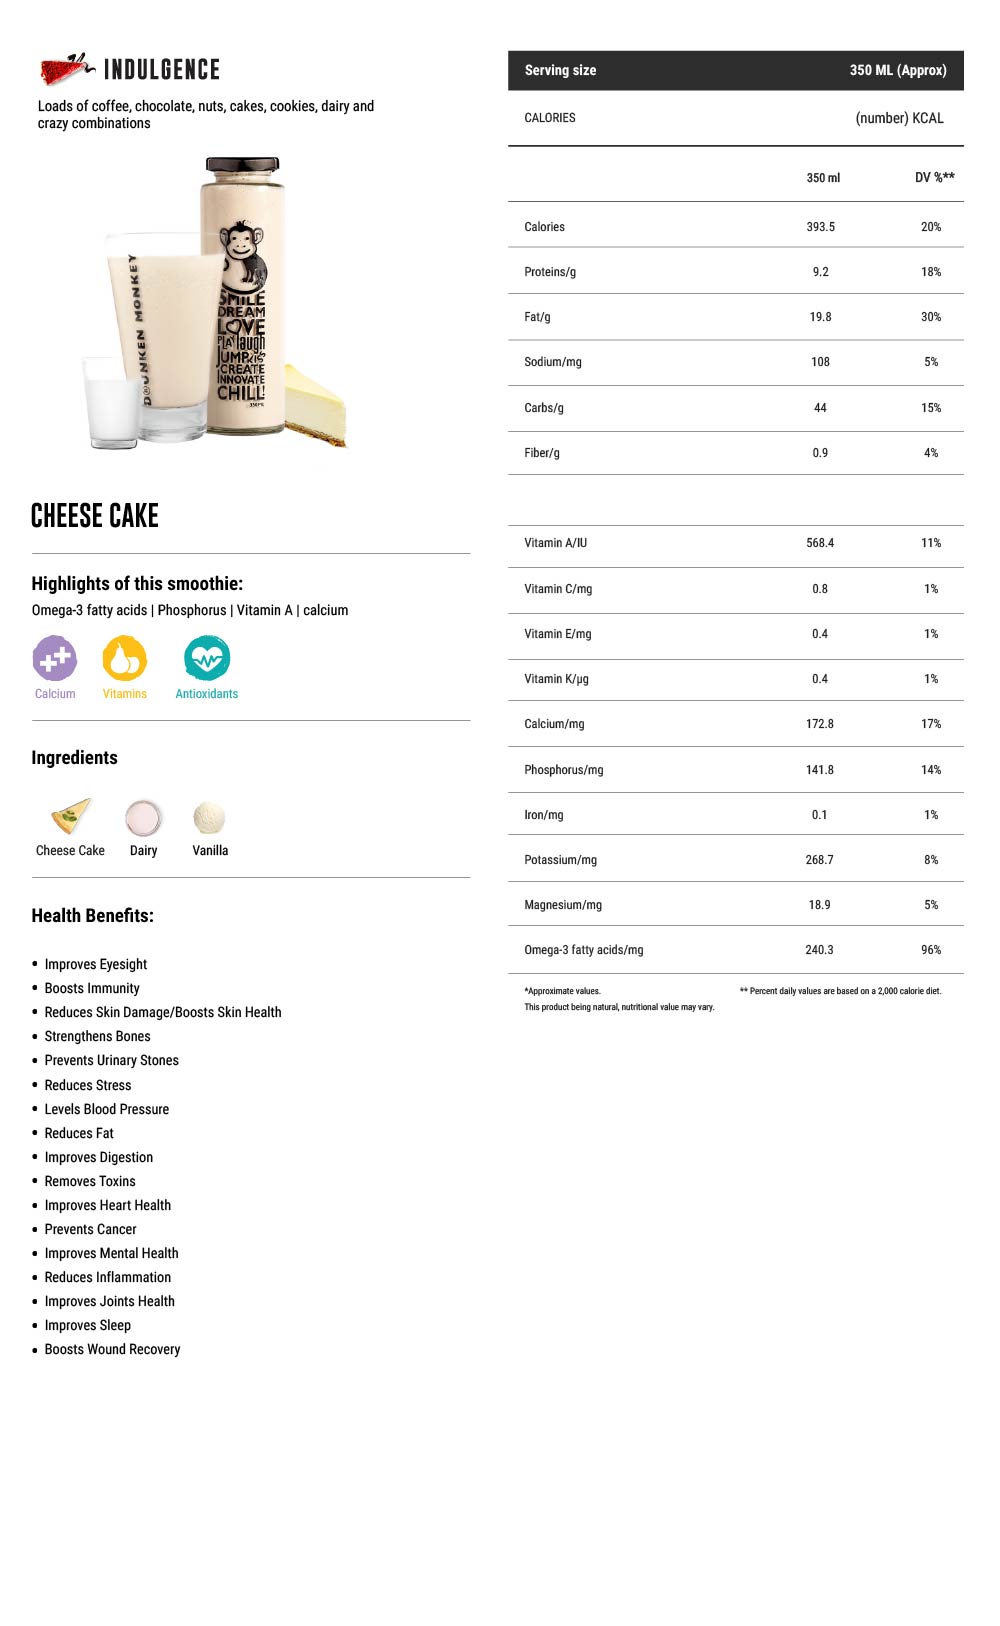 INDULGENCE
Loads of coffee, chocolate, nuts, cakes, cookies, dairy and
crazy combinations
DRUNKEN MONKEY
SMILE
DREAM
LOVE
PLAY laugh
JUMP KISS
CREATE
INNOVATE
CHILL!
CHEESE CAKE
Highlights of this smoothie:
Omega-3 fatty acids | Phosphorus | Vitamin A | calcium
Calcium Vitamins Antioxidants
Ingredients
Cheese Cake Dairy Vanilla
Health Benefits:
• Improves Eyesight
• Boosts Immunity
• Reduces Skin Damage/Boosts Skin Health
• Strengthens Bones
• Prevents Urinary Stones
• Reduces Stress
• Levels Blood Pressure
• Reduces Fat
• Improves Digestion
• Removes Toxins
• Improves Heart Health
• Prevents Cancer
• Improves Mental Health
• Reduces Inflammation
• Improves Joints Health
• Improves Sleep
• Boosts Wound Recovery
Serving size 350 ML (Approx)
CALORIES (number) KCAL
350 ml DV %**
Calories 393.5 20%
Proteins/g 9.2 18%
Fat/g 19.8 30%
Sodium/mg 108 5%
Carbs/g 44 15%
Fiber/g 0.9 4%
Vitamin A/IU 568.4 11%
Vitamin C/mg 0.8 1%
Vitamin E/mg 0.4 1%
Vitamin K/µg 0.4 1%
Calcium/mg 172.8 17%
Phosphorus/mg 141.8 14%
Iron/mg 0.1 1%
Potassium/mg 268.7 8%
Magnesium/mg 18.9 5%
Omega-3 fatty acids/mg 240.3 96%
*Approximate values. ** Percent daily values are based on a 2,000 calorie diet.
This product being natural, nutritional value may vary.